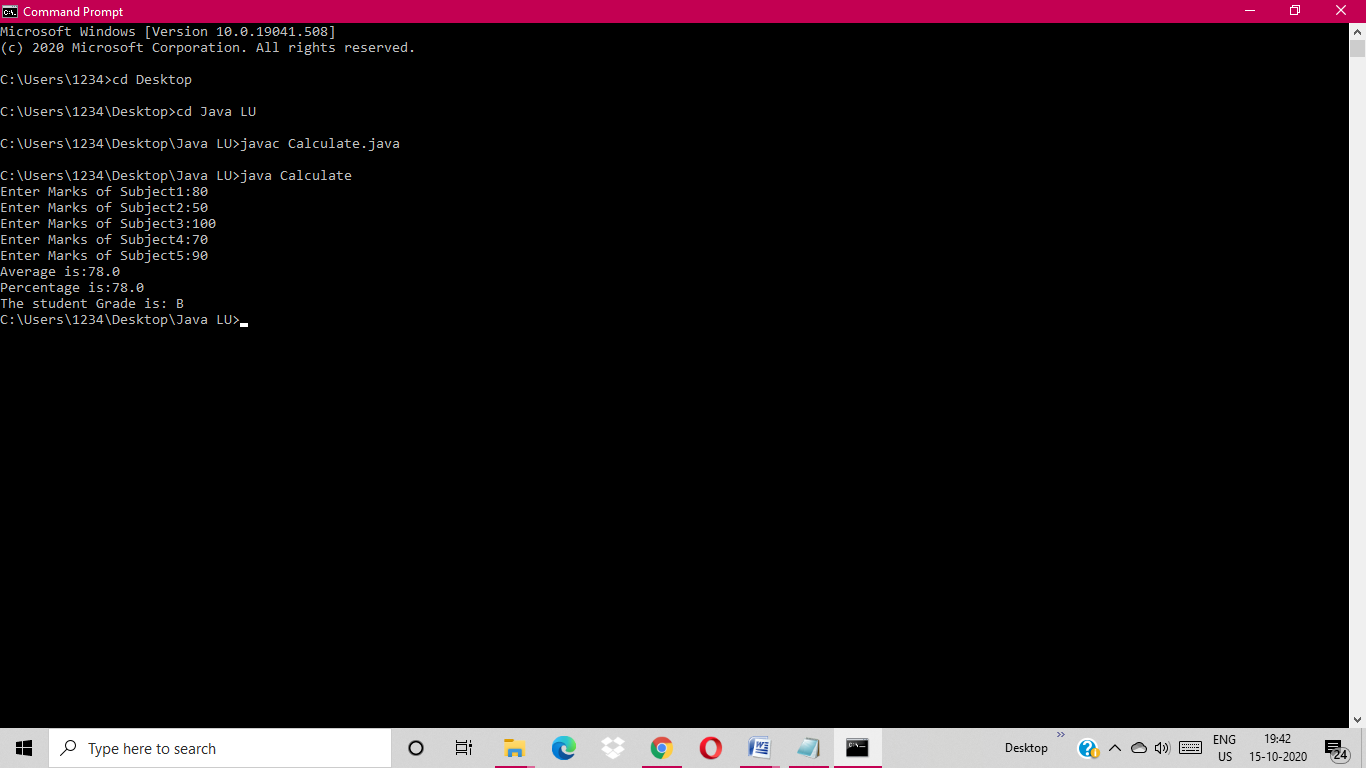 Command Prompt
Microsoft Windows [Version 10.0.19041.508]
(c) 2020 Microsoft Corporation. All rights reserved.
C:\Users\1234>cd Desktop
C:\Users\1234\Desktop>cd Java LU
C:\Users\1234\Desktop\Java LU>javac Calculate.java
C:\Users\1234\Desktop\Java LU>java Calculate
Enter Marks of Subject1:80
Enter Marks of Subject2:50
Enter Marks of Subject3:100
Enter Marks of Subject4:70
Enter Marks of Subject5:90
Average is:78.0
Percentage is:78.0
The student Grade is: B
C:\Users\1234\Desktop\Java LU>
Type here to search
Desktop
ENG
US
19:42
15-10-2020
24